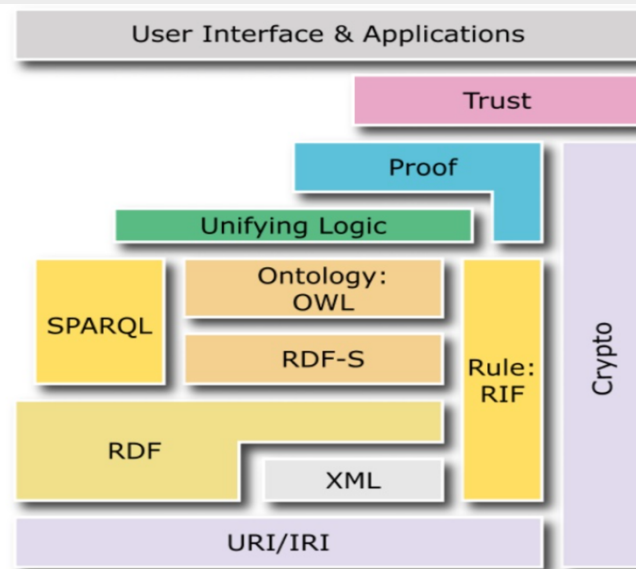 User Interface & Applications
Trust
Proof
Unifying Logic
Ontology:
OWL
SPARQL
RDF-S
Rule:
RIF
Crypto
RDF
XML
URI/IRI